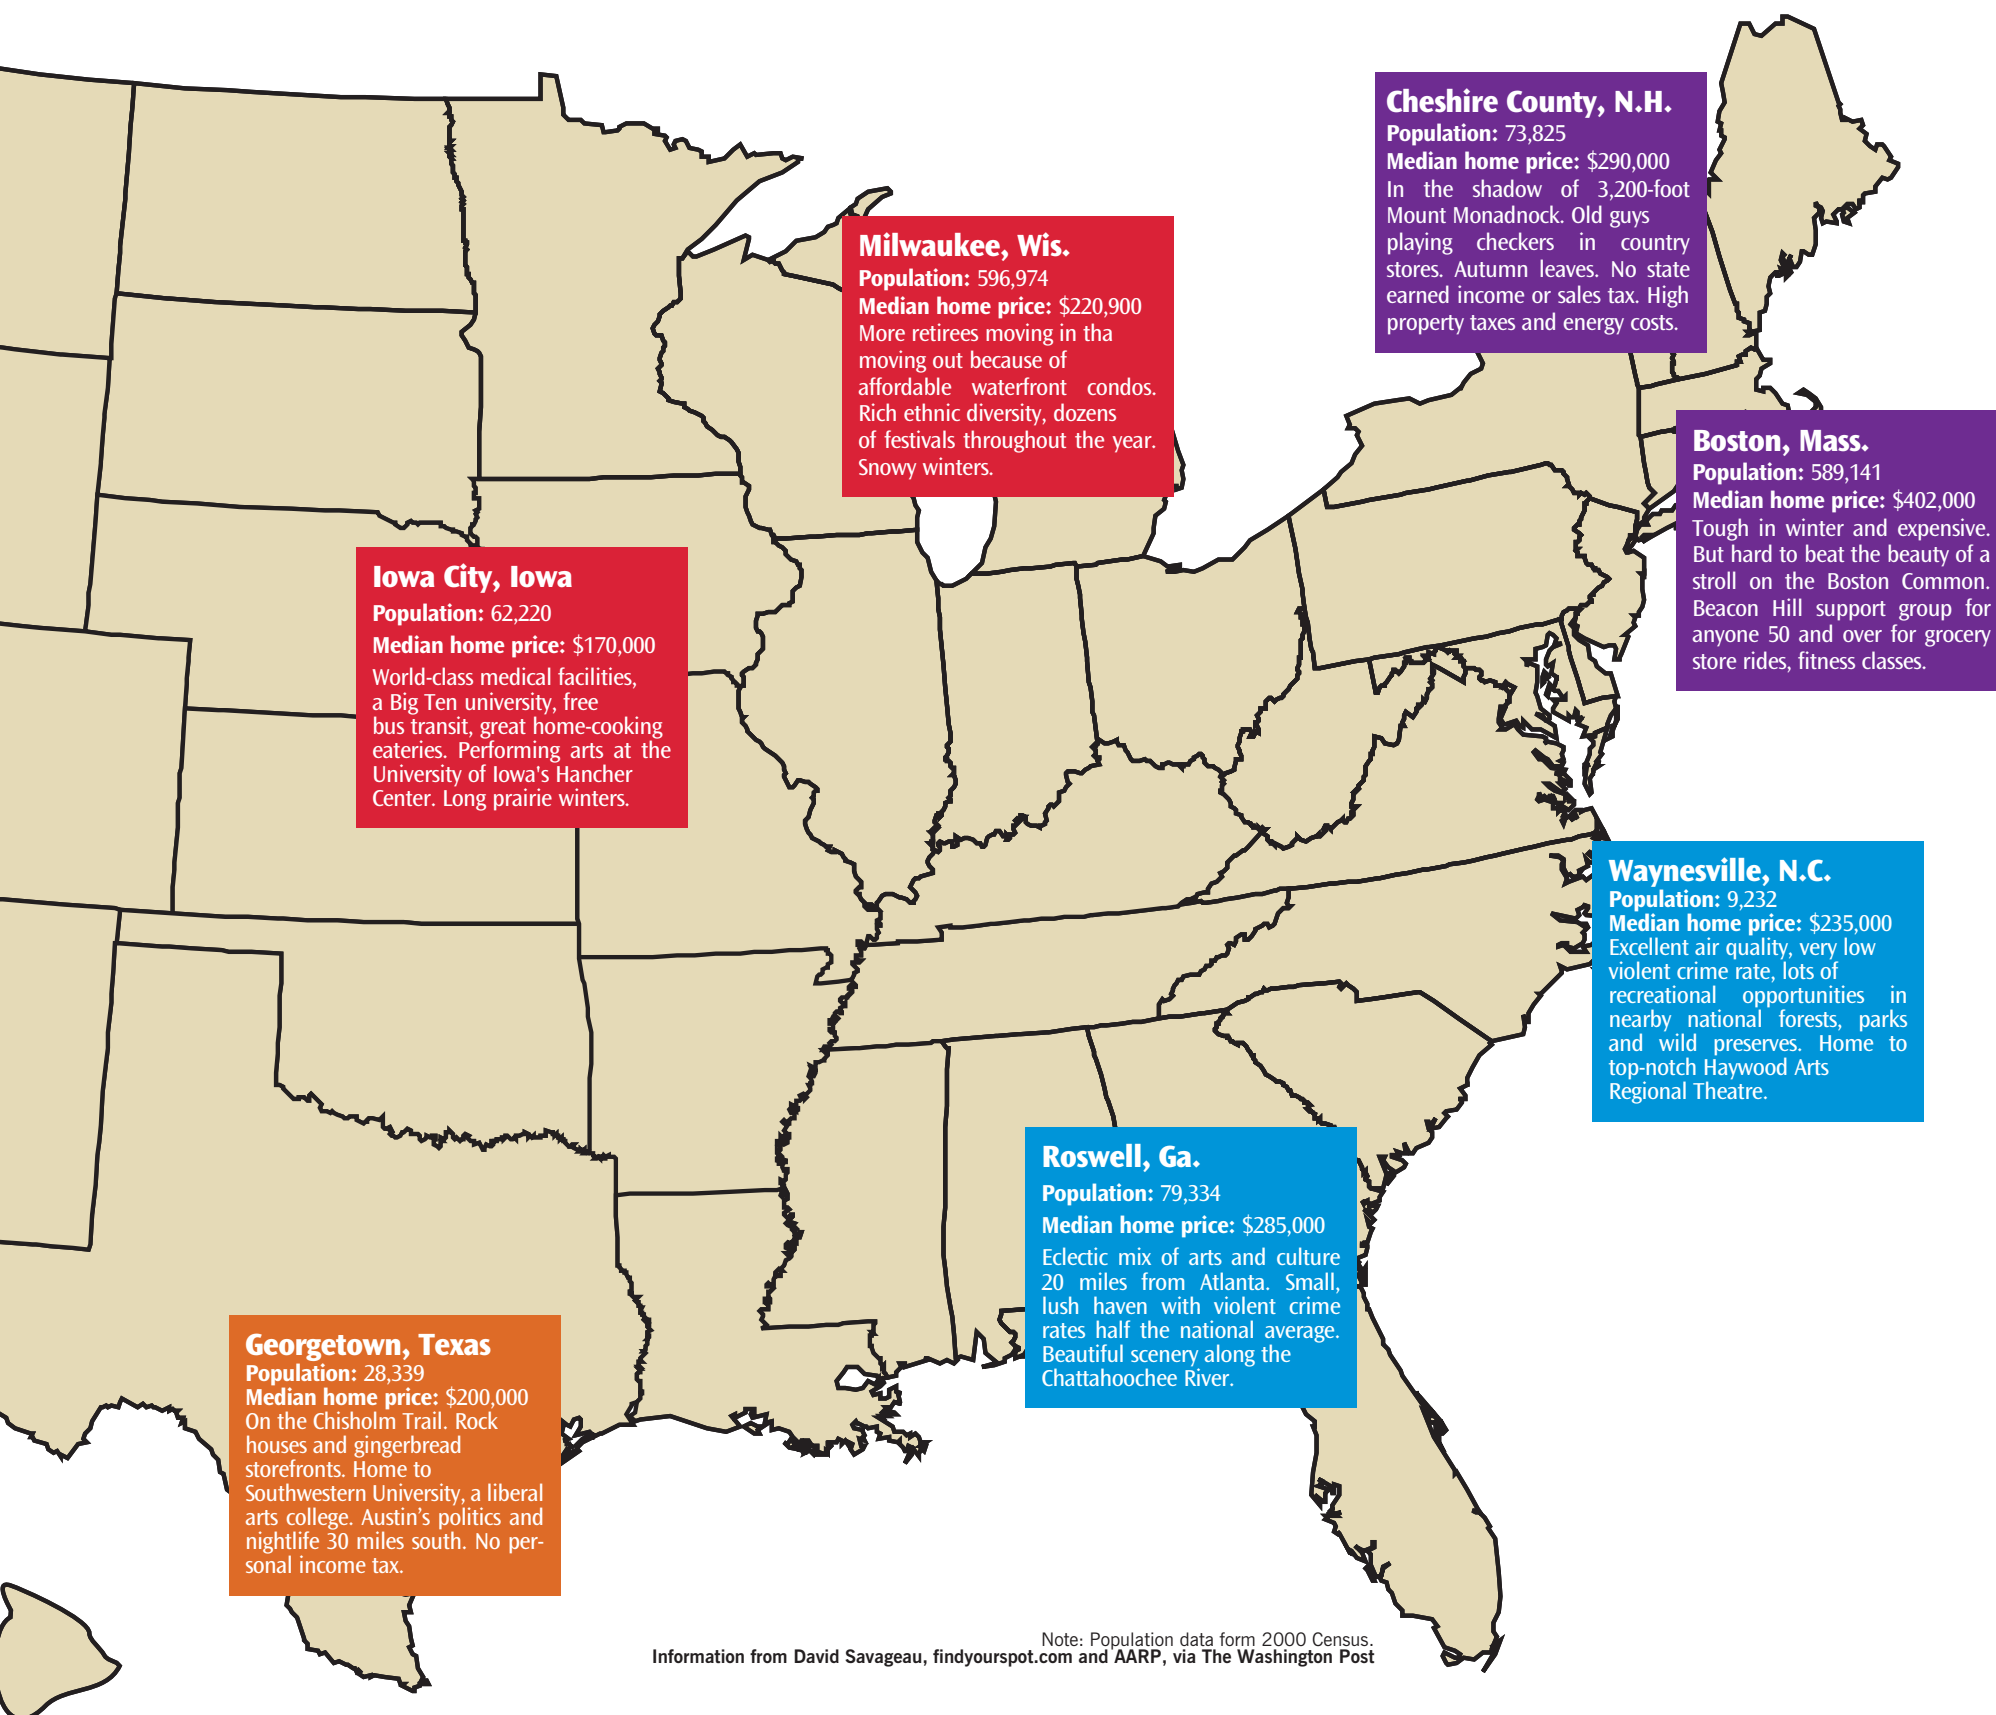 Cheshire County, N.H.
Population: 73,825
Median home price: $290,000
In the shadow of 3,200-foot
Mount Monadnock. Old guys
playing checkers in country
stores. Autumn leaves. No state
earned income or sales tax. High
property taxes and energy costs.
Milwaukee, Wis.
Population: 596,974
Median home price: $220,900
More retirees moving in tha
moving out because of
affordable waterfront condos.
Rich ethnic diversity, dozens
of festivals throughout the year.
Snowy winters.
Boston, Mass.
Population: 589,141
Median home price: $402,000
Tough in winter and expensive.
But hard to beat the beauty of a
stroll on the Boston Common.
Beacon Hill support group for
anyone 50 and over for grocery
store rides, fitness classes.
Iowa City, Iowa
Population: 62,220
Median home price: $170,000
World-class medical facilities,
a Big Ten university, free
bus transit, great home-cooking
eateries. Performing arts at the
University of Iowa's Hancher
Center. Long prairie winters.
Waynesville, N.C.
Population: 9,232
Median home price: $235,000
Excellent air quality, very low
violent crime rate, lots of
recreational opportunities in
nearby national forests, parks
and wild preserves. Home to
top-notch Haywood Arts
Regional Theatre.
Roswell, Ga.
Population: 79,334
Median home price: $285,000
Eclectic mix of arts and culture
20 miles from Atlanta. Small,
lush haven with violent crime
rates half the national average.
Beautiful scenery along the
Chattahoochee River.
Georgetown, Texas
Population: 28,339
Median home price: $200,000
On the Chisholm Trail. Rock
houses and gingerbread
storefronts. Home to
Southwestern University, a liberal
arts college. Austin’s politics and
nightlife 30 miles south. No per-
sonal income tax.
Note: Population data form 2000 Census.
Information from David Savageau, findyourspot.com and AARP, via The Washington Post